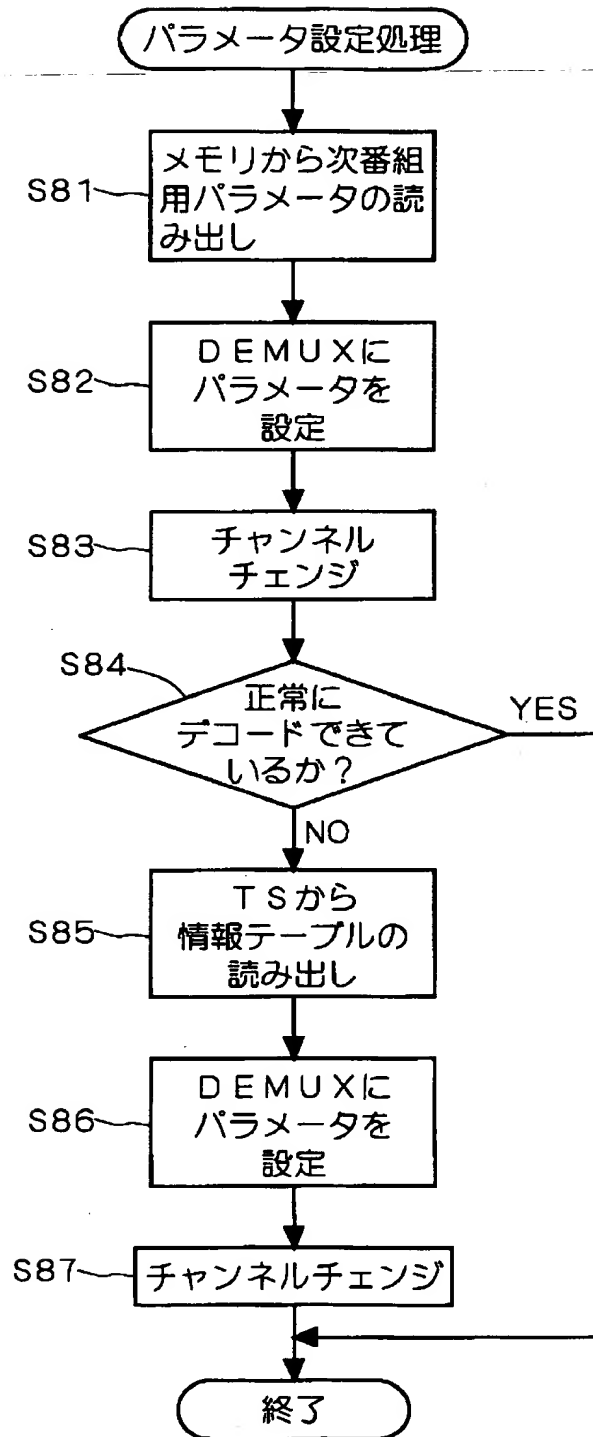 パラメータ設定処理
S81
メモリから次番組
用パラメータの読
み出し
S82
ＤＥＭＵＸに
パラメータを
設定
S83
チャンネル
チェンジ
S84
正常に
デコードできて
いるか？
YES
NO
S85
ＴＳから
情報テーブルの
読み出し
S86
ＤＥＭＵＸに
パラメータを
設定
S87
チャンネルチェンジ
終了